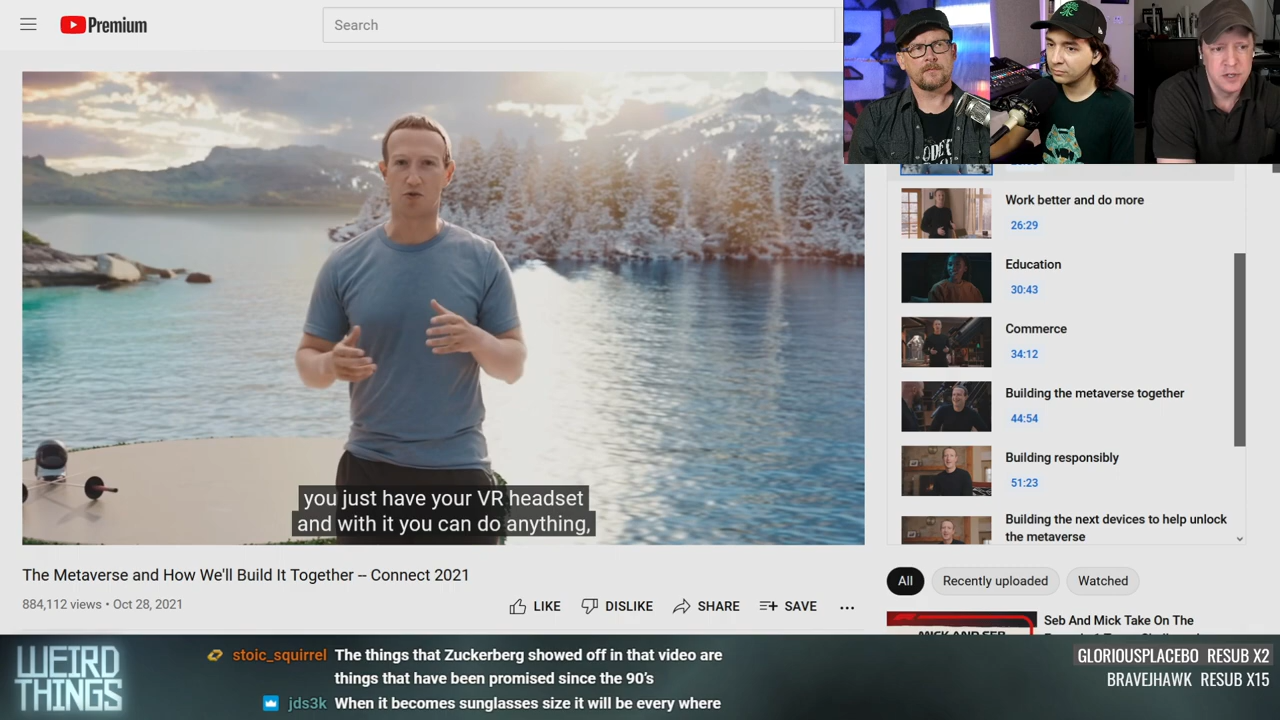 Premium
Search
ODE
you just have your VR headset
and with it you can do anything,
Work better and do more
26:29
Education
30:43
Commerce
34:12
Building the metaverse together
44:54
Building responsibly
51:23
Building the next devices to help unlock
the metaverse
The Metaverse and How We'll Build It Together -- Connect 2021
884,112 views • Oct 28, 2021
LIKE
DISLIKE
SHARE
SAVE
All
Recently uploaded
Watched
Seb And Mick Take On The
MICK AND SEB
WEIRD
THINGS
stoic_squirrel The things that Zuckerberg showed off in that video are
things that have been promised since the 90's
jds3k When it becomes sunglasses size it will be every where
GLORIOUSPLACEBO RESUB X2
BRAVEJHAWK RESUB X15